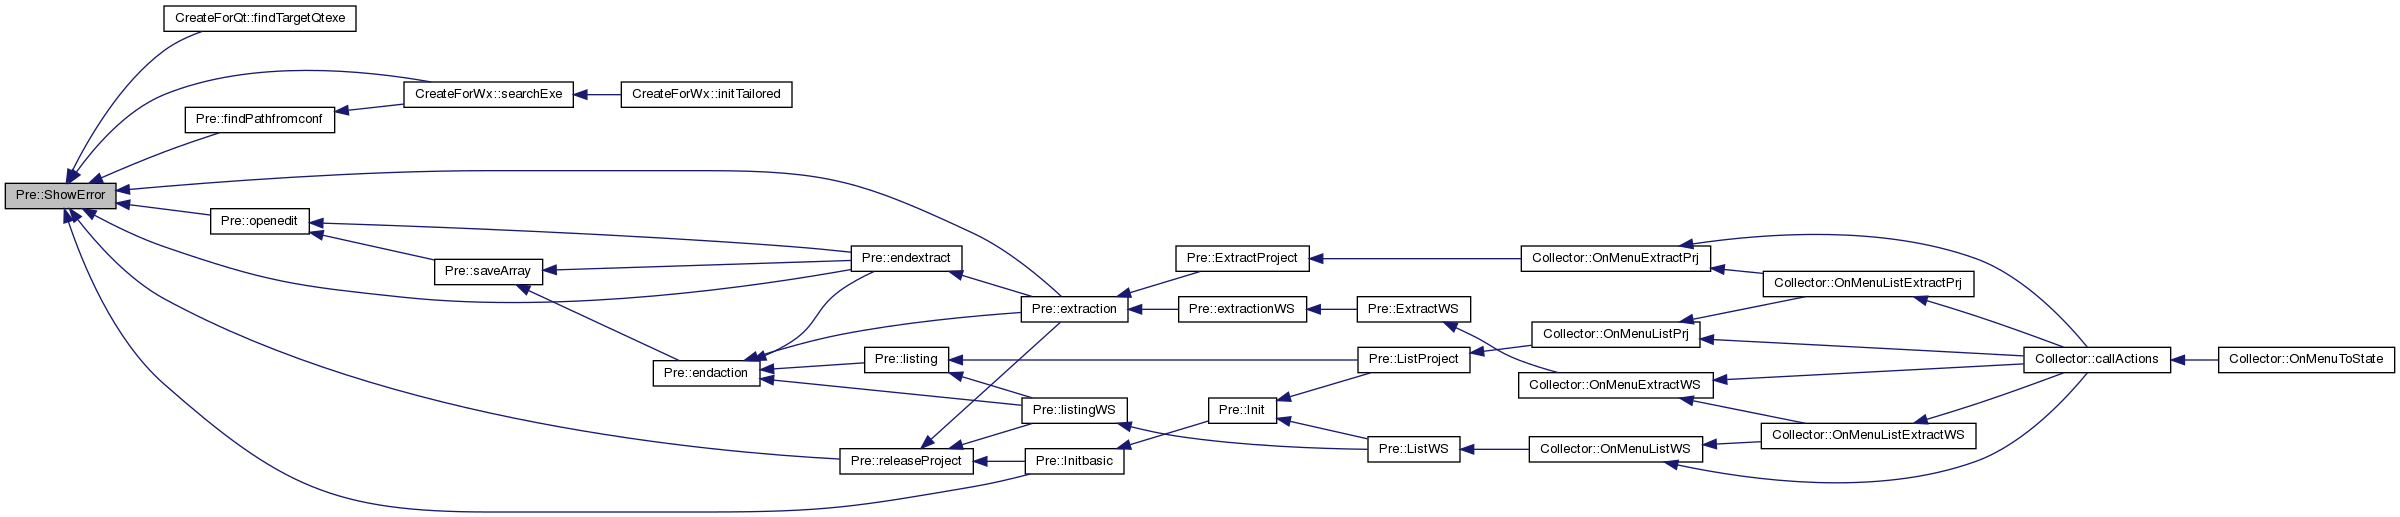 CreateForQt::findTargetQtexe
CreateForWx::searchExe
CreateForWx::initTailored
Pre::findPathfromconf
Pre::ShowError
Pre::openedit
Pre::saveArray
Pre::endextract
Pre::ExtractProject
Collector::OnMenuExtractPrj
Collector::OnMenuListExtractPrj
Pre::extraction
Pre::extractionWS
Pre::ExtractWS
Collector::OnMenuListPrj
Pre::endaction
Pre::listing
Pre::ListProject
Collector::callActions
Collector::OnMenuToState
Collector::OnMenuExtractWS
Pre::listingWS
Pre::Init
Collector::OnMenuListExtractWS
Pre::releaseProject
Pre::Initbasic
Pre::ListWS
Collector::OnMenuListWS